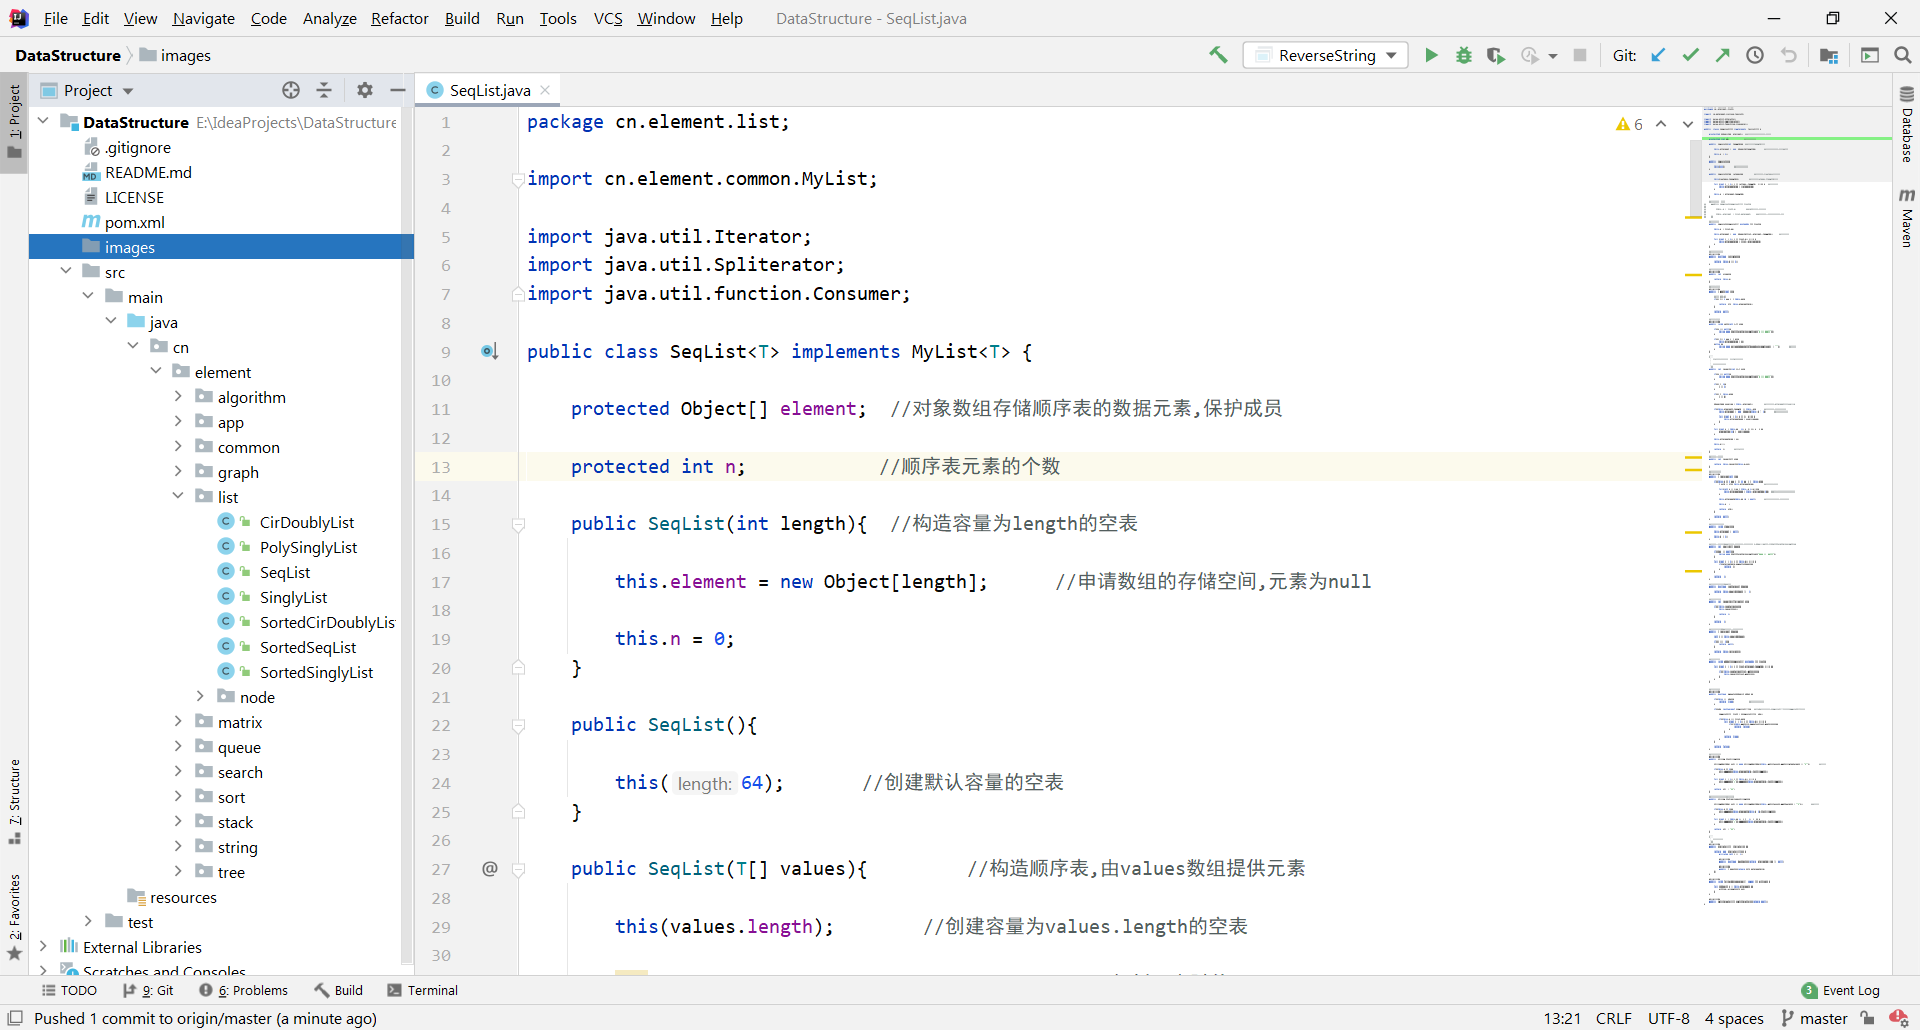 File Edit View Navigate Code Analyze Refactor Build Run Tools VCS Window Help DataStructure - SeqList.java
DataStructure images ReverseString Git:
1: Project
Project
SeqList.java
DataStructure E:\IdeaProjects\DataStructure
.gitignore
README.md
LICENSE
pom.xml
images
src
main
java
cn
element
algorithm
app
common
graph
list
CirDoublyList
PolySinglyList
SeqList
SinglyList
SortedCirDoublyLis
SortedSeqList
SortedSinglyList
node
matrix
queue
search
sort
stack
string
tree
resources
test
External Libraries
Scratches and Consoles
7: Structure
2: Favorites
6
1 package cn.element.list;
2
3 import cn.element.common.MyList;
4
5 import java.util.Iterator;
6 import java.util.Spliterator;
7 import java.util.function.Consumer;
8
9 public class SeqList<T> implements MyList<T> {
10
11 protected Object[] element; //对象数组存储顺序表的数据元素,保护成员
12
13 protected int n; //顺序表元素的个数
14
15 public SeqList(int length){ //构造容量为length的空表
16
17 this.element = new Object[length]; //申请数组的存储空间,元素为null
18
19 this.n = 0;
20 }
21
22 public SeqList(){
23
24 this( length: 64); //创建默认容量的空表
25 }
26
27 @ public SeqList(T[] values){ //构造顺序表,由values数组提供元素
28
29 this(values.length); //创建容量为values.length的空表
30
Database
Maven
TODO 9: Git 6: Problems Build Terminal 3 Event Log
Pushed 1 commit to origin/master (a minute ago) 13:21 CRLF UTF-8 4 spaces master